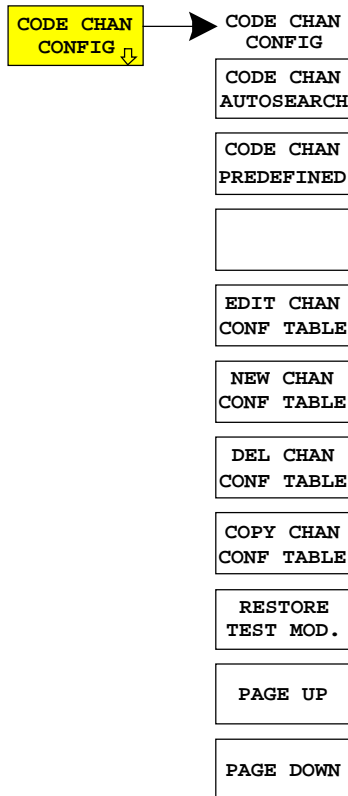 CODE CHAN
CONFIG
CODE CHAN
CONFIG
CODE CHAN
AUTOSEARCH
CODE CHAN
PREDEFINED
EDIT CHAN
CONF TABLE
NEW CHAN
CONF TABLE
DEL CHAN
CONF TABLE
COPY CHAN
CONF TABLE
RESTORE
TEST MOD.
PAGE UP
PAGE DOWN